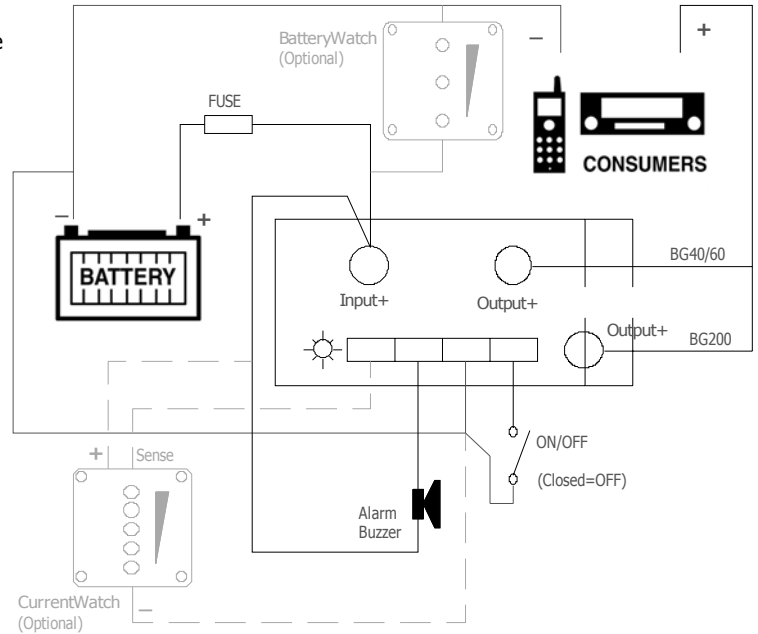 e
BatteryWatch
(Optional)
−
+
FUSE
CONSUMERS
−
+
BATTERY
BG40/60
Input+
Output+
Output+
BG200
+
Sense
ON/OFF
(Closed=OFF)
Alarm
Buzzer
CurrentWatch
(Optional)
−